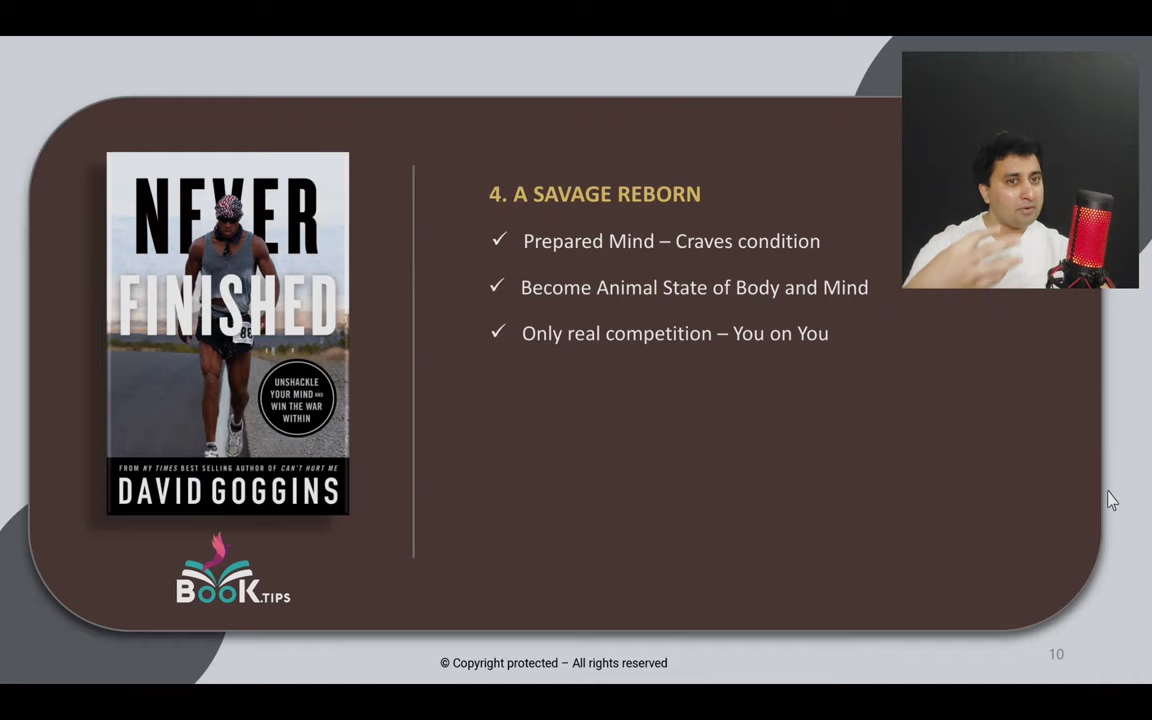 NEVER
FINISHED
UNSHACKLE
YOUR MIND AND
WIN THE WAR
WITHIN
FROM NY TIMES BEST SELLING AUTHOR OF CAN'T HURT ME
DAVID GOGGINS
BOOK.TIPS
4. A SAVAGE REBORN
✓ Prepared Mind – Craves condition
✓ Become Animal State of Body and Mind
✓ Only real competition – You on You
© Copyright protected – All rights reserved
10